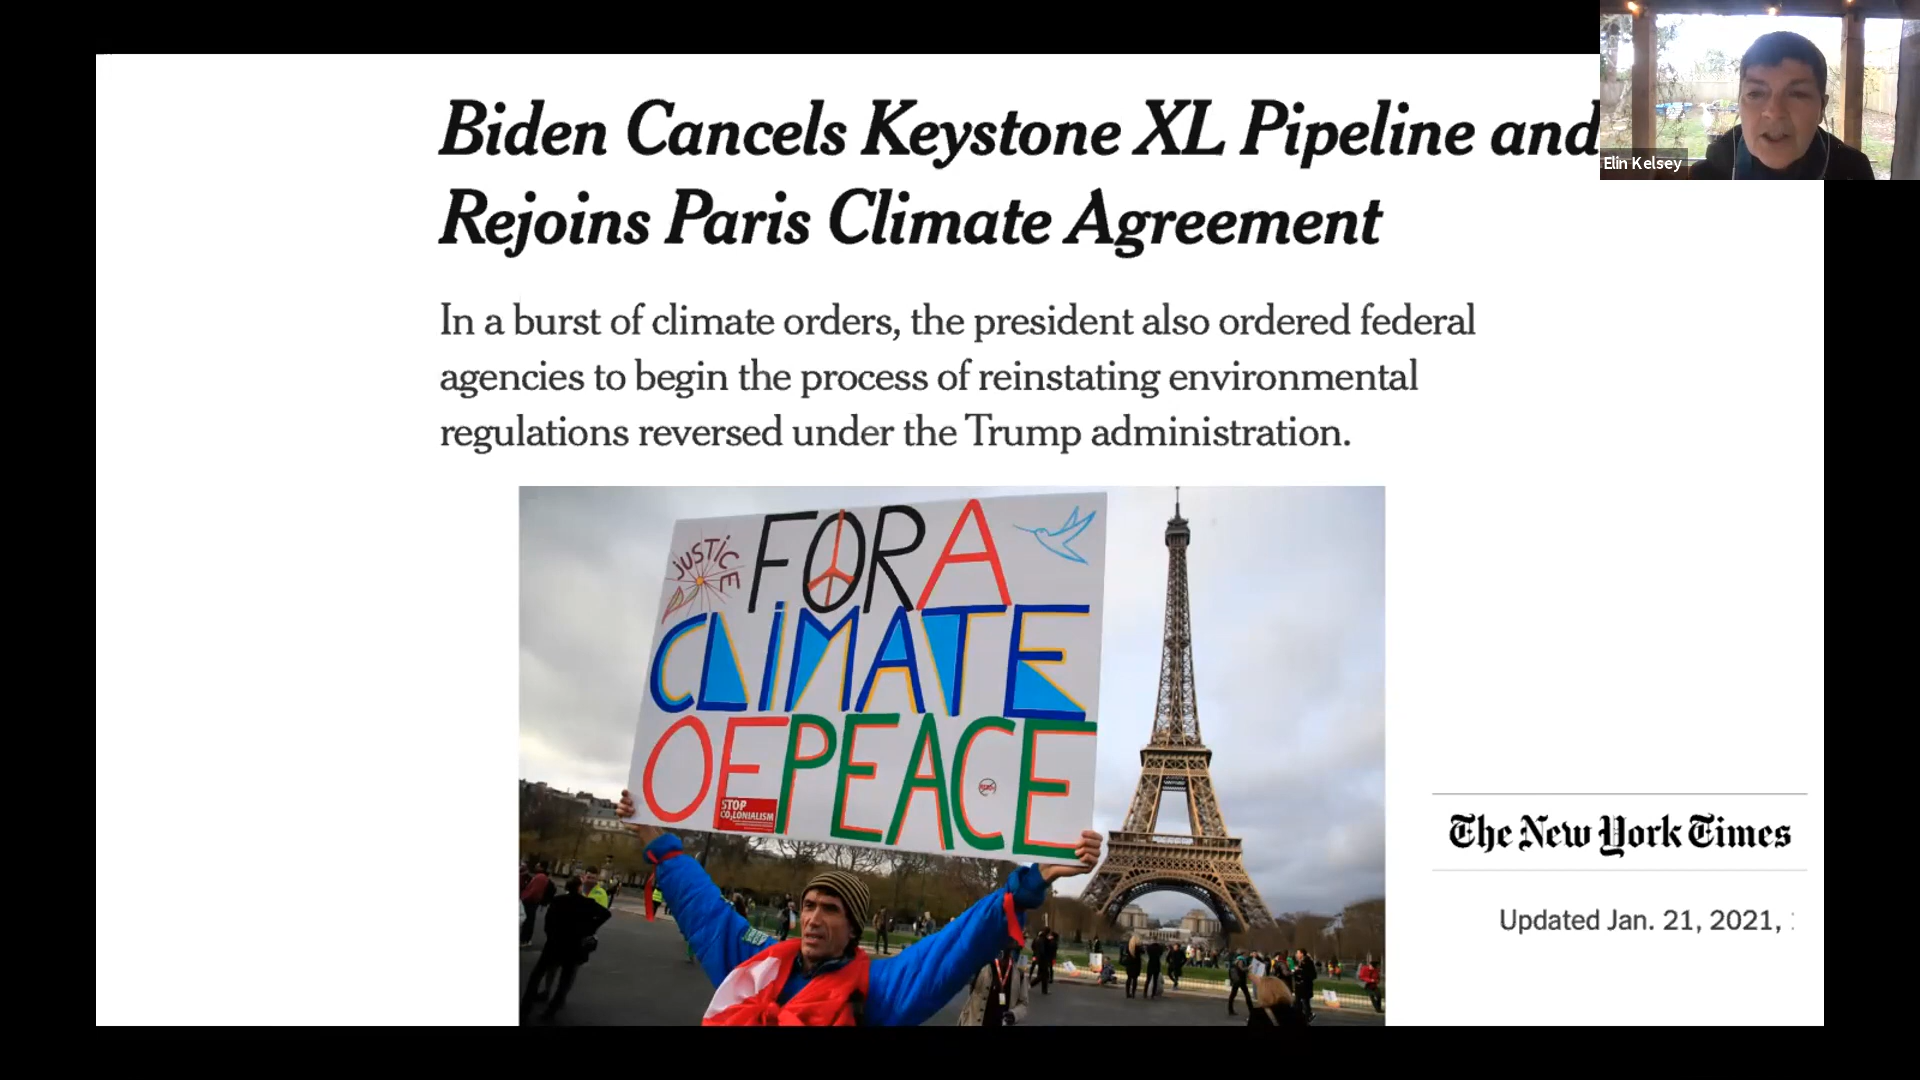 Biden Cancels Keystone XL Pipeline and
Rejoins Paris Climate Agreement
Elin Kelsey
In a burst of climate orders, the president also ordered federal
agencies to begin the process of reinstating environmental
regulations reversed under the Trump administration.
JUSTiCE
FOR A
CLiMATE
OF PEACE
STOP
CO2LONIALISM
The New York Times
Updated Jan. 21, 2021,